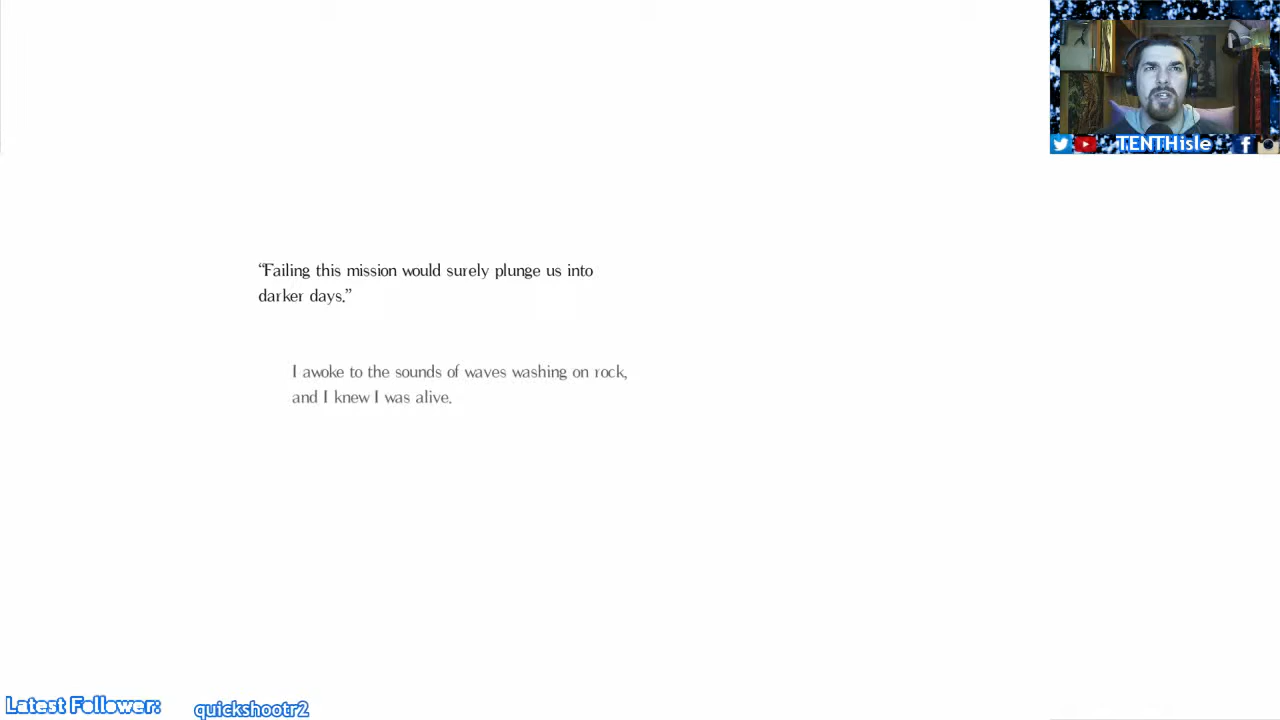 TENTHisle
“Failing this mission would surely plunge us into
darker days.”
I awoke to the sounds of waves washing on rock,
and I knew I was alive.
Latest Follower:
quickshootr2